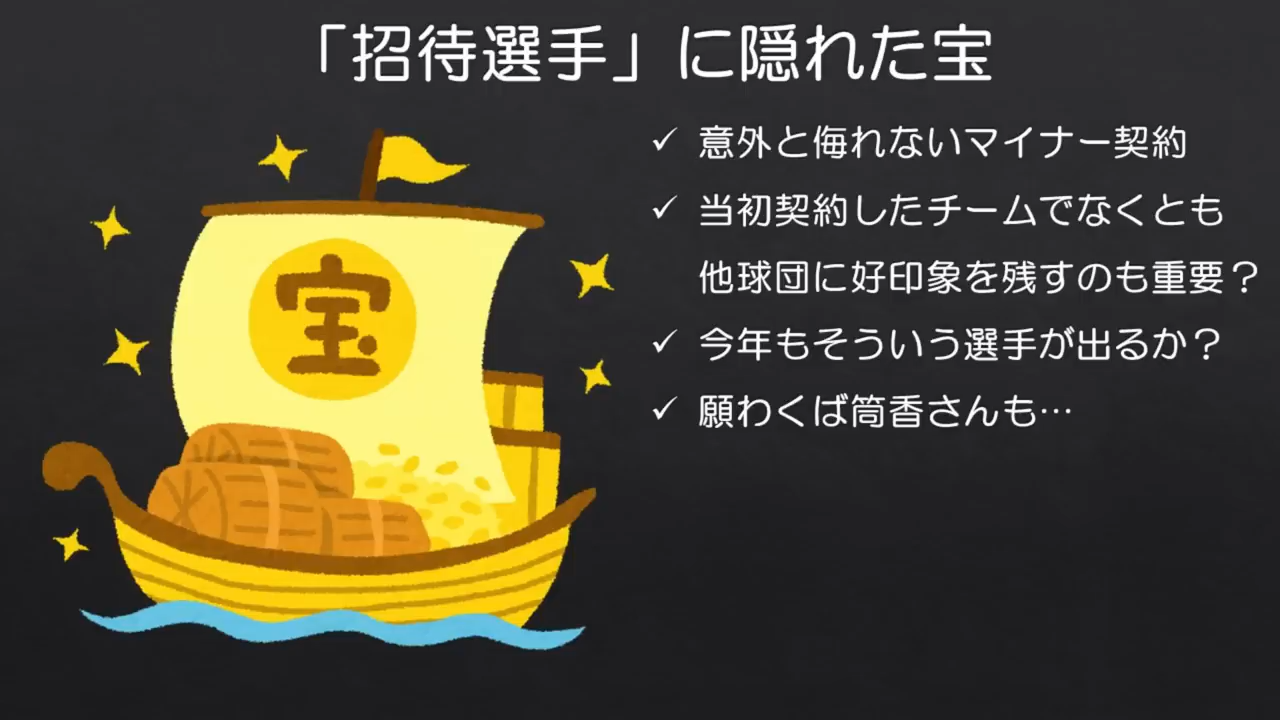 「招待選手」に隠れた宝
✓ 意外と侮れないマイナー契約
✓ 当初契約したチームでなくとも
他球団に好印象を残すのも重要？
✓ 今年もそういう選手が出るか？
✓ 願わくば筒香さんも…
宝
米